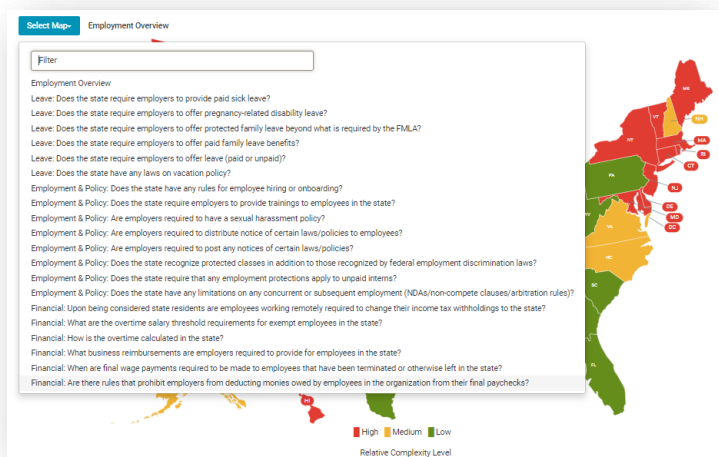 Select Map
Employment Overview
Filter
Employment Overview
Leave: Does the state require employers to provide paid sick leave?
Leave: Does the state require employers to offer pregnancy-related disability leave?
Leave: Does the state require employers to offer protected family leave beyond what is required by the FMLA?
Leave: Does the state require employers to offer paid family leave benefits?
Leave: Does the state require employers to offer leave (paid or unpaid)?
Leave: Does the state have any laws on vacation policy?
Employment & Policy: Does the state have any rules for employee hiring or onboarding?
Employment & Policy: Does the state require employers to provide trainings to employees in the state?
Employment & Policy: Are employers required to have a sexual harassment policy?
Employment & Policy: Are employers required to distribute notice of certain laws/policies to employees?
Employment & Policy: Are employers required to post any notices of certain laws/policies?
Employment & Policy: Does the state recognize protected classes in addition to those recognized by federal employment discrimination laws?
Employment & Policy: Does the state require that any employment protections apply to unpaid interns?
Employment & Policy: Does the state have any limitations on any concurrent or subsequent employment (NDAs/non-compete clauses/arbitration rules)?
Financial: Upon being considered state residents are employees working remotely required to change their income tax withholdings to the state?
Financial: What are the overtime salary threshold requirements for exempt employees in the state?
Financial: How is the overtime calculated in the state?
Financial: What business reimbursements are employers required to provide for employees in the state?
Financial: When are final wage payments required to be made to employees that have been terminated or otherwise left in the state?
Financial: Are there rules that prohibit employers from deducting monies owed by employees in the organization from their final paychecks?
ME
VT
NH
NY
MA
RI
CT
PA
NJ
DE
MD
DC
VA
NC
SC
FL
HI
High Medium Low
Relative Complexity Level